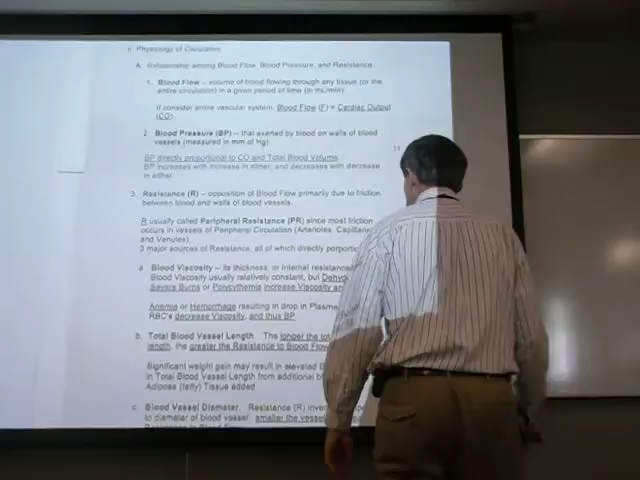 Physiology of Circulation
A. Relationship among Blood Flow, Blood Pressure, and Resistance.
1. Blood Flow – volume of blood flowing through any tissue (or the
entire circulation) in a given period of time (in mL/min)
If consider entire vascular system, Blood Flow (F) = Cardiac Output
(CO).
2. Blood Pressure (BP) – that exerted by blood on walls of blood
vessels (measured in mm of Hg)
BP directly proportional to CO and Total Blood Volume
BP increases with increase in either, and decreases with decrease
in either
3. Resistance (R) – opposition of Blood Flow primarily due to friction
between blood and walls of blood vessels.
R usually called Peripheral Resistance (PR) since most friction
occurs in vessels of Peripheral Circulation (Arterioles, Capillarie
and Venules).
3 major sources of Resistance, all of which directly proportio
a. Blood Viscosity – its thickness, or internal resistance
Blood Viscosity usually relatively constant, but Dehyd
Severe Burns or Polycythemia Increase Viscosity an
Anemia or Hemorrhage resulting in drop in Plasma
RBC's decrease Viscosity, and thus BP
b. Total Blood Vessel Length. The longer the tot
length, the greater the Resistance to Blood Flow
Significant weight gain may result in elevated B
in Total Blood Vessel Length from additional b
Adipose (fatty) Tissue added
c. Blood Vessel Diameter. Resistance (R) inver
to diameter of blood vessel: smaller the vessel